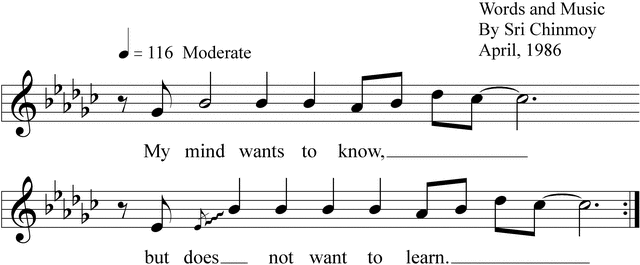 Words and Music
By Sri Chinmoy
April, 1986
= 116 Moderate
My mind wants to know,
but does not want to learn.